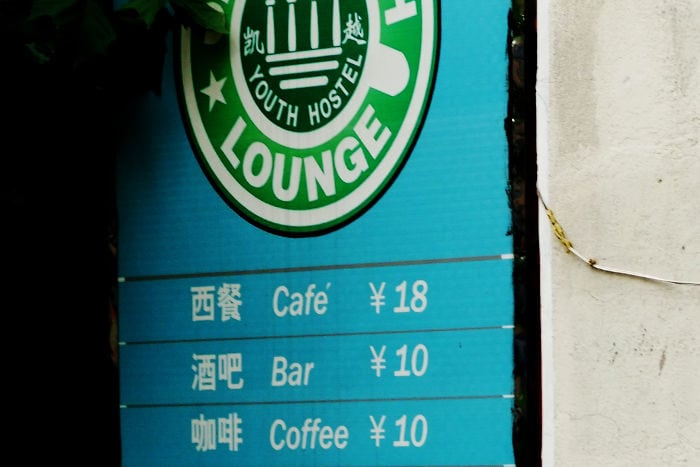 凯越
YOUTH HOSTEL
LOUNGE
西餐 Café ¥18
酒吧 Bar ¥10
咖啡 Coffee ¥10